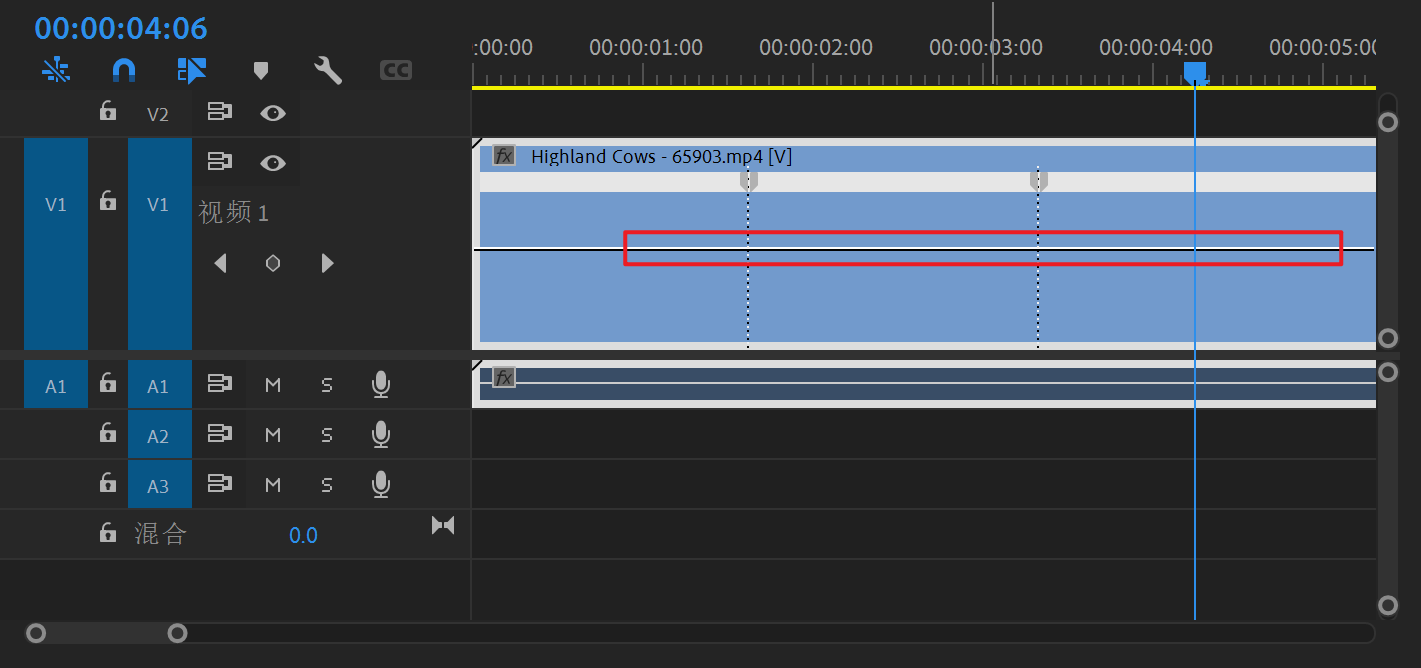 00:00:04:06
:00:00 00:00:01:00 00:00:02:00 00:00:03:00 00:00:04:00 00:00:05:00
CC
V2
fx Highland Cows - 65903.mp4 [V]
V1 V1
视频 1
fx
A1 A1 M S
A2 M S
A3 M S
混合 0.0